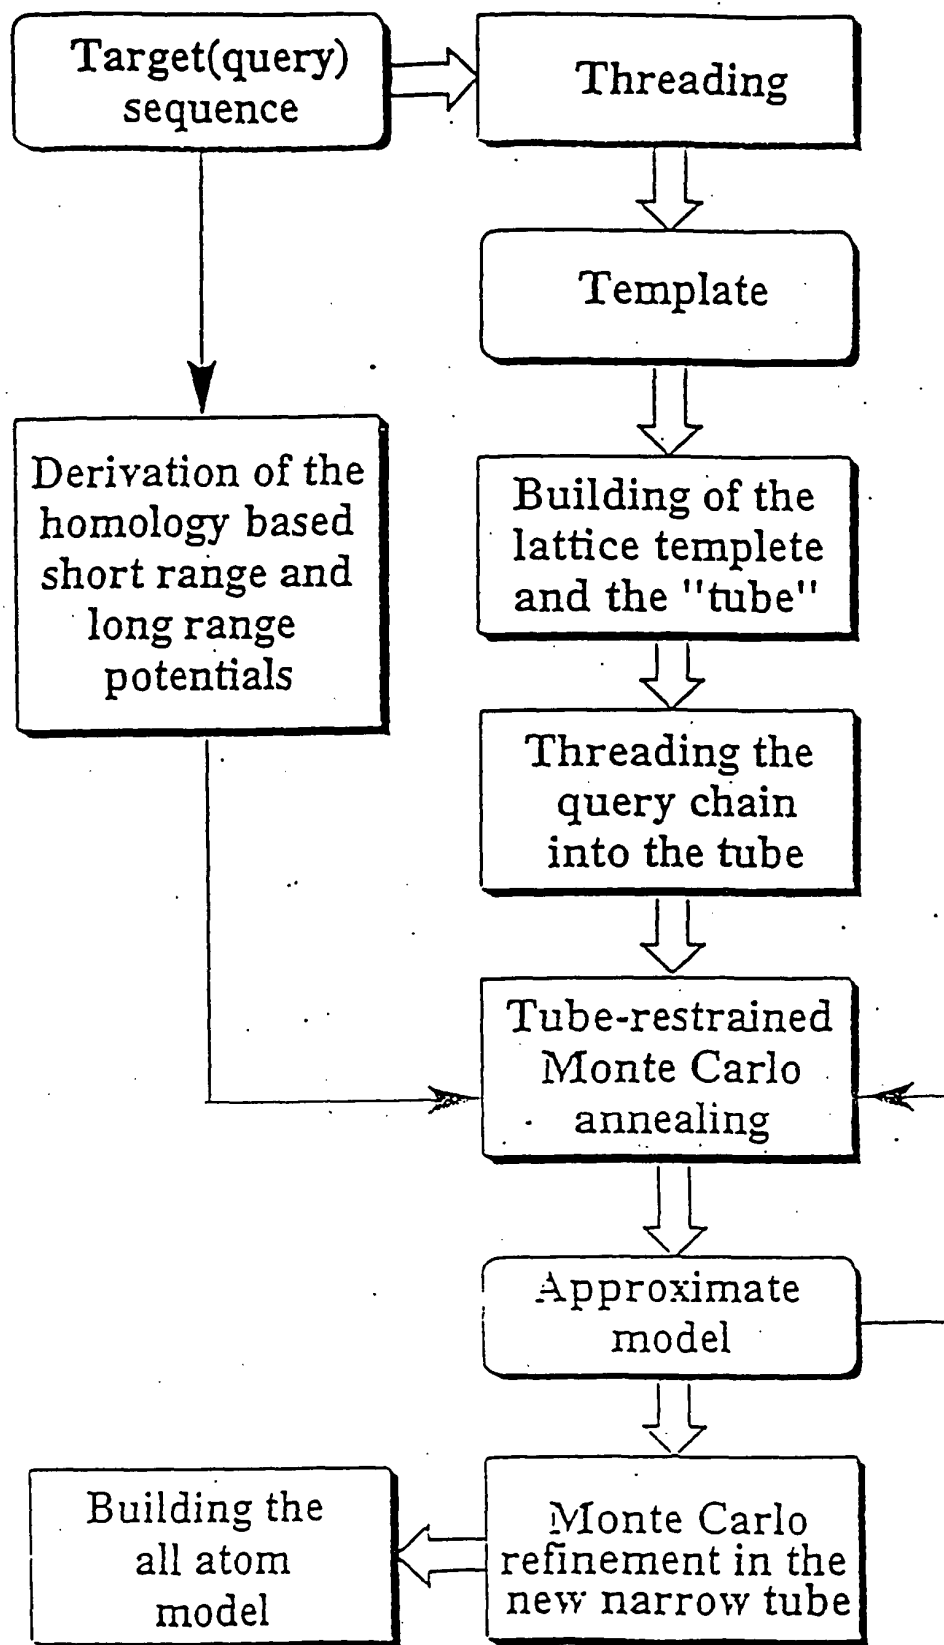 Target(query)
sequence
Threading
Template
Derivation of the
homology based
short range and
long range
potentials
Building of the
lattice templete
and the "tube"
Threading the
query chain
into the tube
Tube-restrained
Monte Carlo
annealing
Approximate
model
Monte Carlo
refinement in the
new narrow tube
Building the
all atom
model